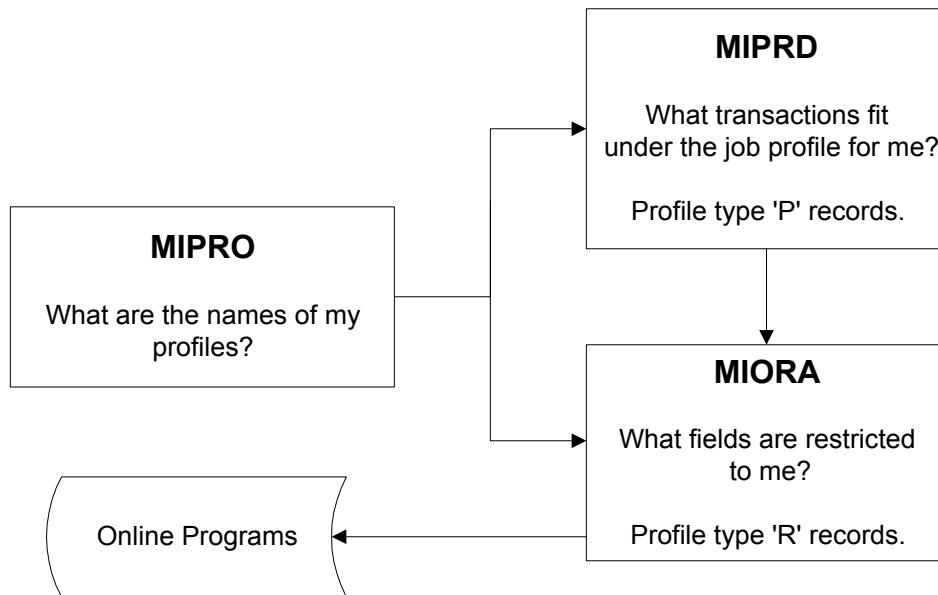 MIPRD
What transactions fit
under the job profile for me?
Profile type 'P' records.
MIPRO
What are the names of my
profiles?
MIORA
What fields are restricted
to me?
Profile type 'R' records.
Online Programs